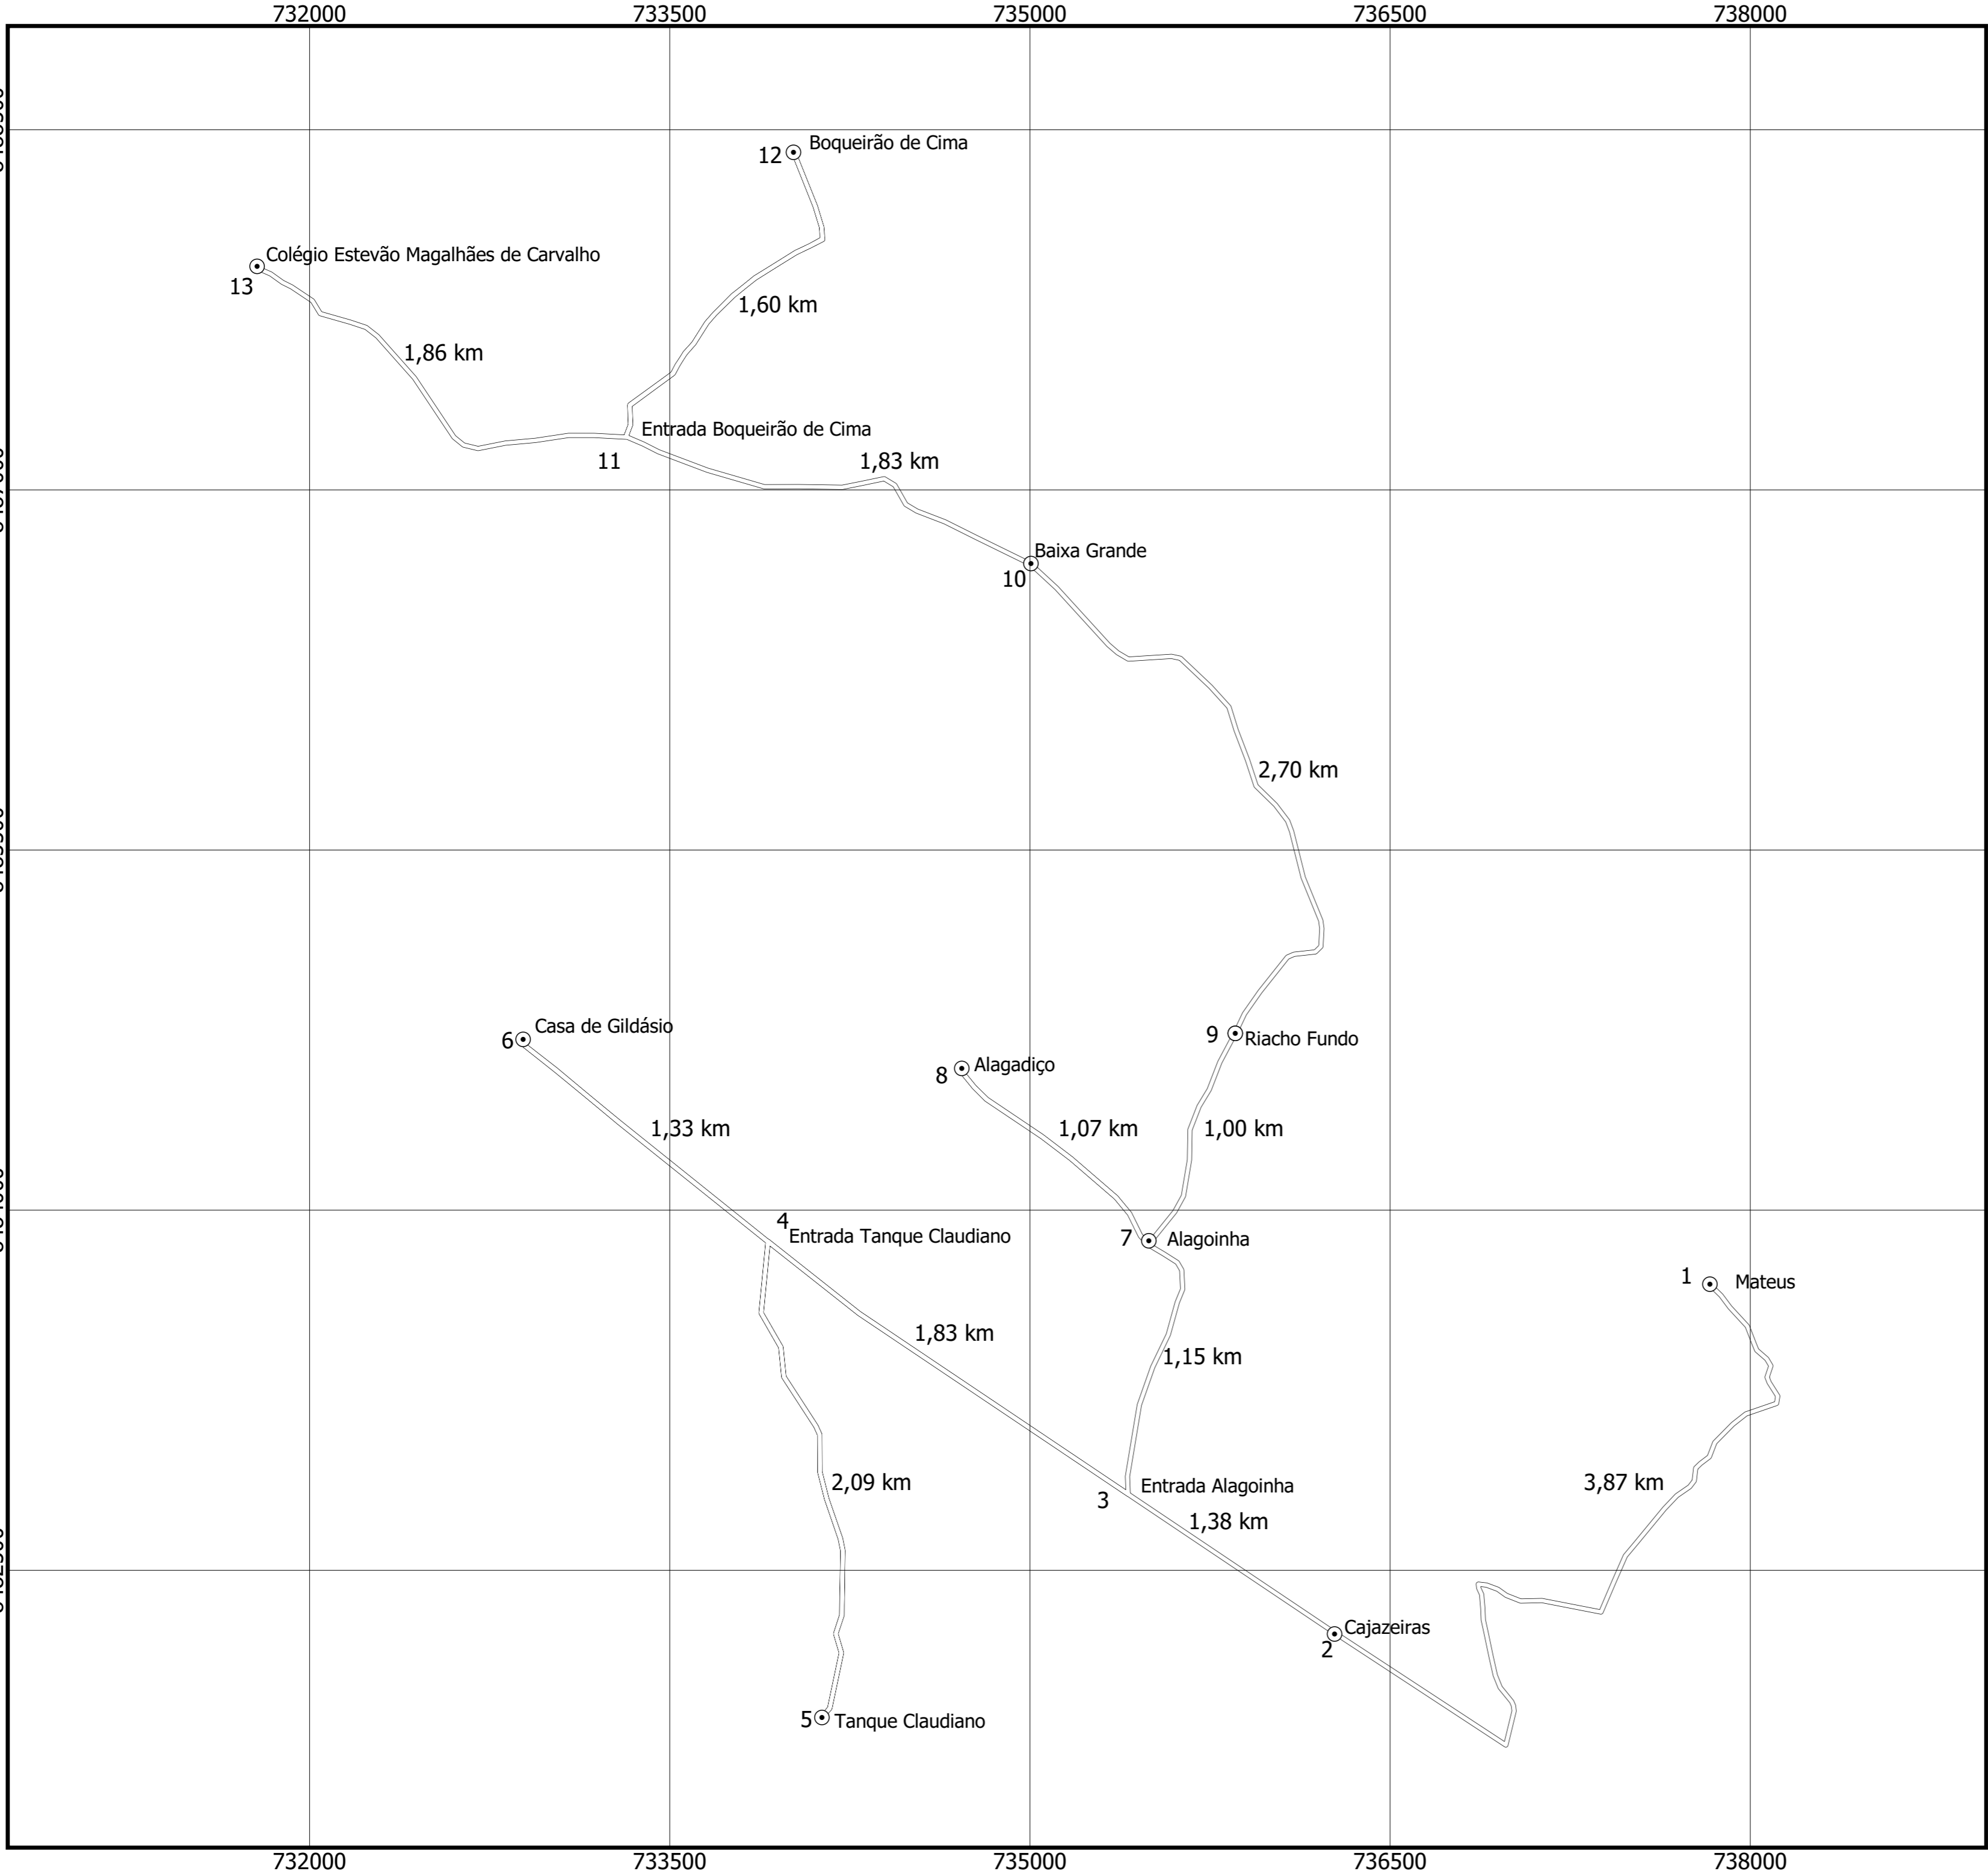 732000 733500 735000 736500 738000
Boqueirão de Cima
12
Colégio Estevão Magalhães de Carvalho
13
1,60 km
1,86 km
Entrada Boqueirão de Cima
11
1,83 km
Baixa Grande
10
2,70 km
Casa de Gildásio
6
9
Riacho Fundo
Alagadiço
8
1,33 km
1,07 km
1,00 km
4
Entrada Tanque Claudiano
7
Alagoinha
1
Mateus
1,83 km
1,15 km
2,09 km
3,87 km
Entrada Alagoinha
3
1,38 km
Cajazeiras
2
5
Tanque Claudiano
732000 733500 735000 736500 738000